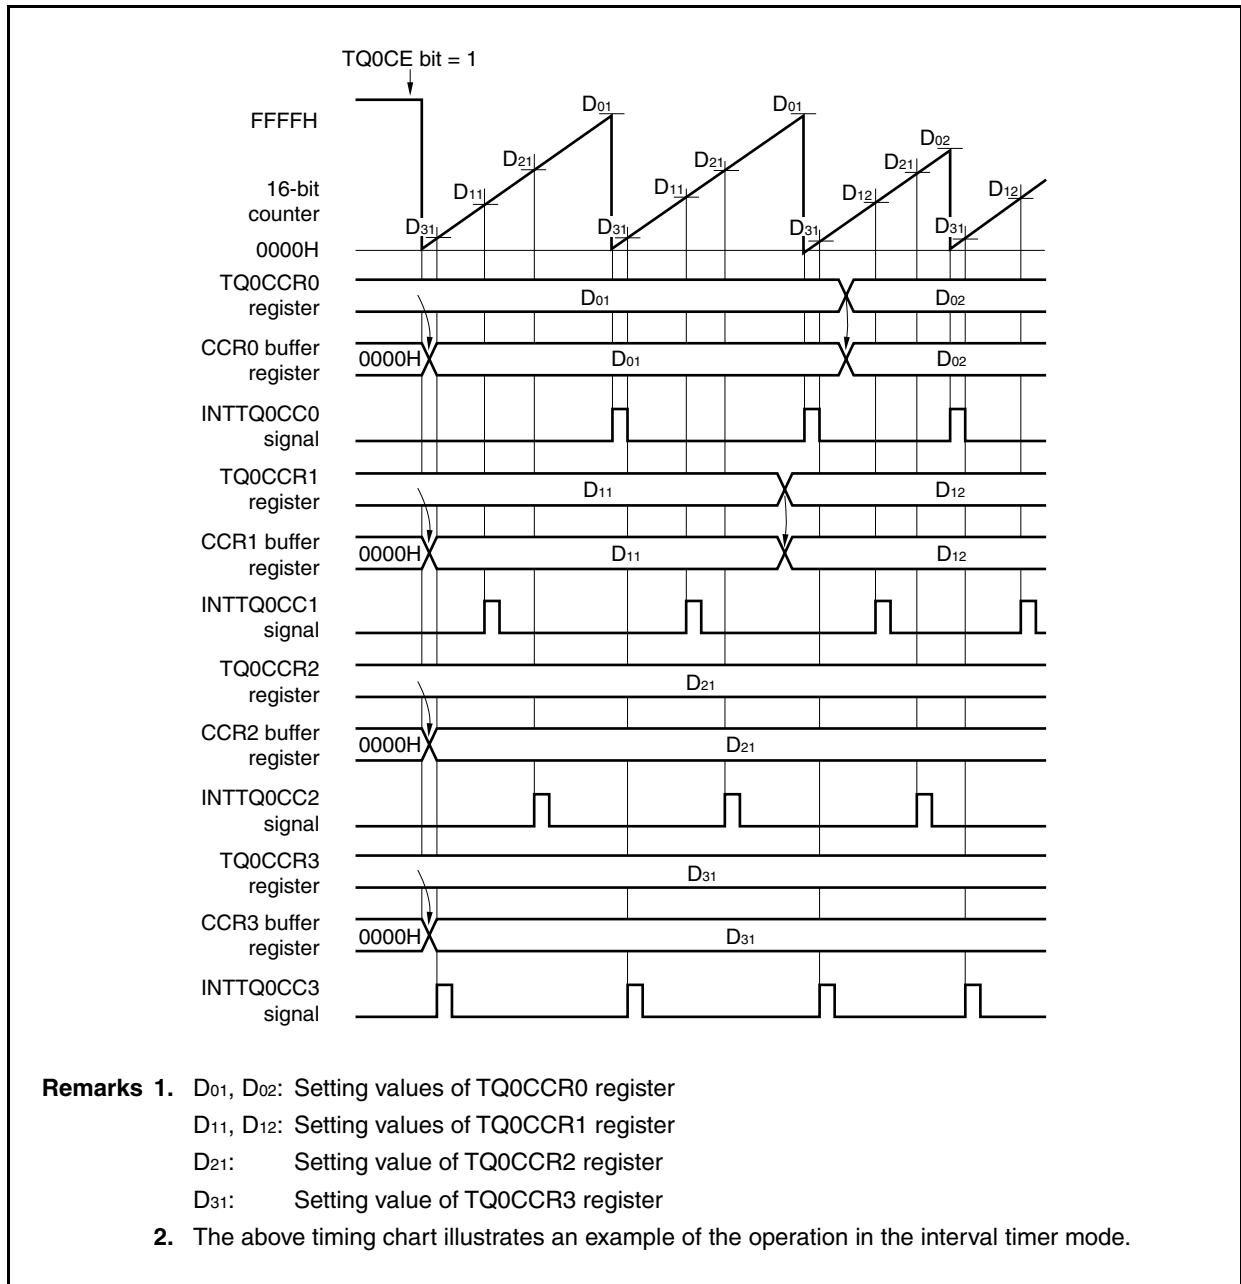 TQ0CE bit = 1
FFFFH
D01 D01
D02
D21 D21 D21
16-bit
counter
D11 D11 D12 D12
D31 D31 D31 D31
0000H
TQ0CCR0
register
D01 D02
CCR0 buffer
register
0000H D01 D02
INTTQ0CC0
signal
TQ0CCR1
register
D11 D12
CCR1 buffer
register
0000H D11 D12
INTTQ0CC1
signal
TQ0CCR2
register
D21
CCR2 buffer
register
0000H D21
INTTQ0CC2
signal
TQ0CCR3
register
D31
CCR3 buffer
register
0000H D31
INTTQ0CC3
signal
Remarks 1. D01, D02: Setting values of TQ0CCR0 register
D11, D12: Setting values of TQ0CCR1 register
D21: Setting value of TQ0CCR2 register
D31: Setting value of TQ0CCR3 register
2. The above timing chart illustrates an example of the operation in the interval timer mode.